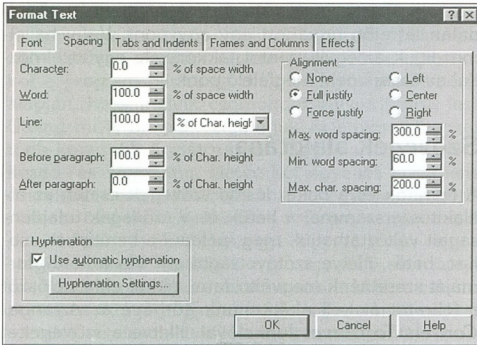 Format Text
Font Spacing Tabs and Indents Frames and Columns Effects
Character: 0.0 % of space width
Word: 100.0 % of space width
Line: 100.0 % of Char. heigh
Before paragraph: 100.0 % of Char. height
After paragraph: 0.0 % of Char. height
Alignment
None Left
Full justify Center
Force justify Right
Max. word spacing: 300.0 %
Min. word spacing: 60.0 %
Max. char. spacing: 200.0 %
Hyphenation
Use automatic hyphenation
Hyphenation Settings...
OK Cancel Help